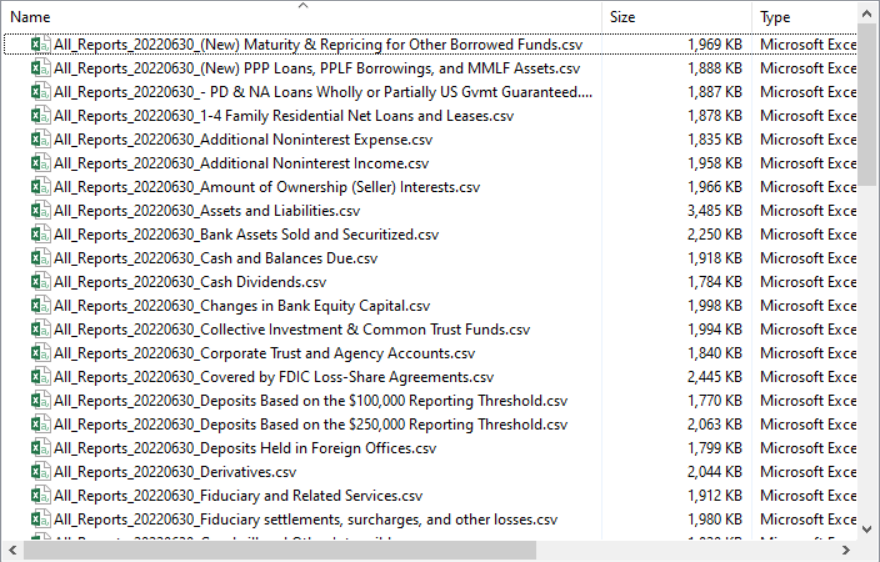 Name Size Type
All_Reports_20220630_(New) Maturity & Repricing for Other Borrowed Funds.csv 1,969 KB Microsoft Exce
All_Reports_20220630_(New) PPP Loans, PPLF Borrowings, and MMLF Assets.csv 1,888 KB Microsoft Exce
All_Reports_20220630_- PD & NA Loans Wholly or Partially US Gvmt Guaranteed.... 1,887 KB Microsoft Exce
All_Reports_20220630_1-4 Family Residential Net Loans and Leases.csv 1,878 KB Microsoft Exce
All_Reports_20220630_Additional Noninterest Expense.csv 1,835 KB Microsoft Exce
All_Reports_20220630_Additional Noninterest Income.csv 1,958 KB Microsoft Exce
All_Reports_20220630_Amount of Ownership (Seller) Interests.csv 1,966 KB Microsoft Exce
All_Reports_20220630_Assets and Liabilities.csv 3,485 KB Microsoft Exce
All_Reports_20220630_Bank Assets Sold and Securitized.csv 2,250 KB Microsoft Exce
All_Reports_20220630_Cash and Balances Due.csv 1,918 KB Microsoft Exce
All_Reports_20220630_Cash Dividends.csv 1,784 KB Microsoft Exce
All_Reports_20220630_Changes in Bank Equity Capital.csv 1,998 KB Microsoft Exce
All_Reports_20220630_Collective Investment & Common Trust Funds.csv 1,994 KB Microsoft Exce
All_Reports_20220630_Corporate Trust and Agency Accounts.csv 1,840 KB Microsoft Exce
All_Reports_20220630_Covered by FDIC Loss-Share Agreements.csv 2,445 KB Microsoft Exce
All_Reports_20220630_Deposits Based on the $100,000 Reporting Threshold.csv 1,770 KB Microsoft Exce
All_Reports_20220630_Deposits Based on the $250,000 Reporting Threshold.csv 2,063 KB Microsoft Exce
All_Reports_20220630_Deposits Held in Foreign Offices.csv 1,799 KB Microsoft Exce
All_Reports_20220630_Derivatives.csv 2,044 KB Microsoft Exce
All_Reports_20220630_Fiduciary and Related Services.csv 1,912 KB Microsoft Exce
All_Reports_20220630_Fiduciary settlements, surcharges, and other losses.csv 1,980 KB Microsoft Exce